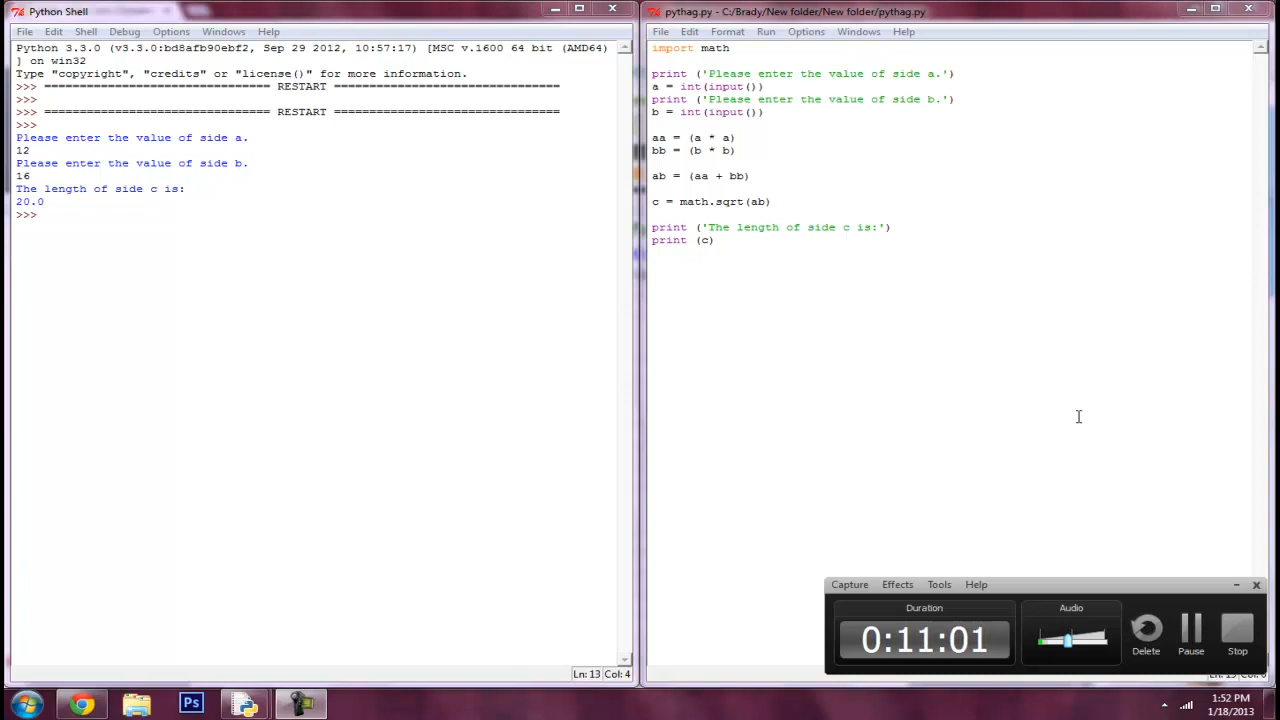 Python Shell
File Edit Shell Debug Options Windows Help
Python 3.3.0 (v3.3.0:bd8afb90ebf2, Sep 29 2012, 10:57:17) [MSC v.1600 64 bit (AMD64)
] on win32
Type "copyright", "credits" or "license()" for more information.
>>> ================================ RESTART ================================
>>>
>>> ================================ RESTART ================================
>>>
Please enter the value of side a.
12
Please enter the value of side b.
16
The length of side c is:
20.0
>>>
Ln: 13 Col: 4
pythag.py - C:/Brady/New folder/New folder/pythag.py
File Edit Format Run Options Windows Help
import math
print ('Please enter the value of side a.')
a = int(input())
print ('Please enter the value of side b.')
b = int(input())
aa = (a * a)
bb = (b * b)
ab = (aa + bb)
c = math.sqrt(ab)
print ('The length of side c is:')
print (c)
Capture Effects Tools Help
Duration
0:11:01
Audio
Delete Pause Stop
Ps
1:52 PM
1/18/2013